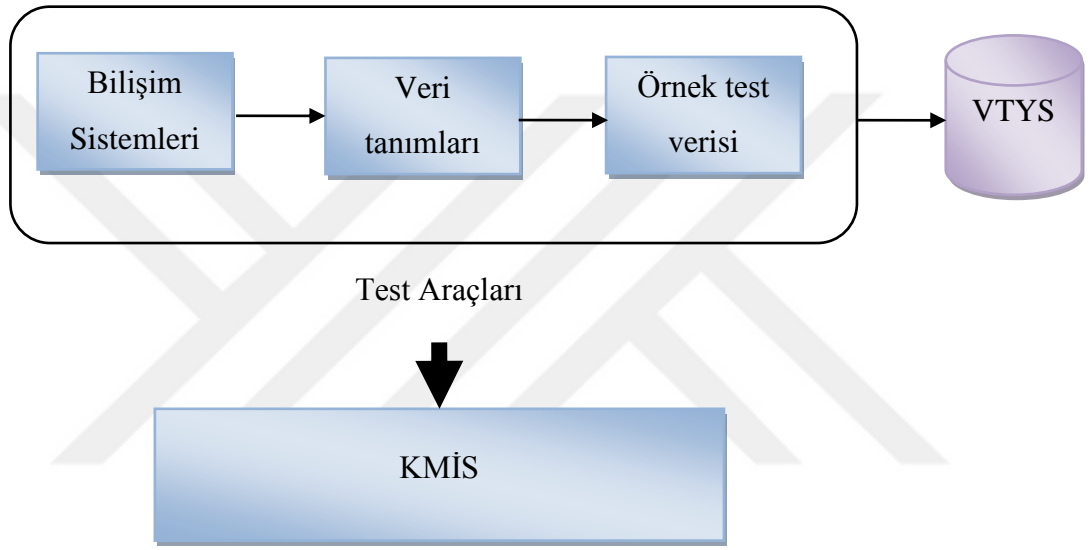 Bilişim
Sistemleri
Veri
tanımları
Örnek test
verisi
VTYS
Test Araçları
KMİS